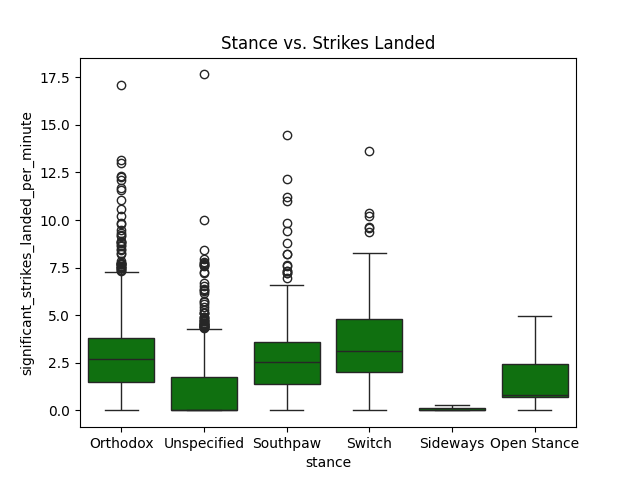 Stance vs. Strikes Landed
significant_strikes_landed_per_minute
17.5
15.0
12.5
10.0
7.5
5.0
2.5
0.0
Orthodox Unspecified Southpaw Switch Sideways Open Stance
stance